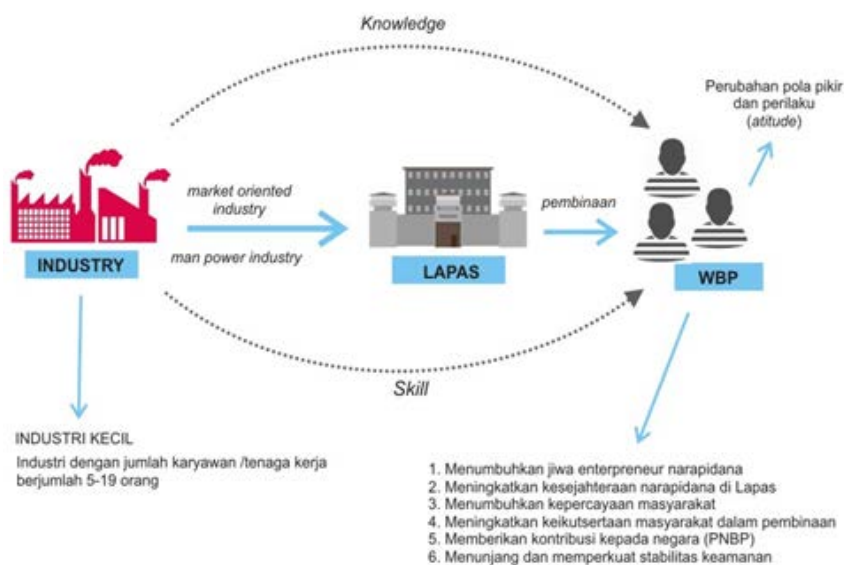 Knowledge
Perubahan pola pikir
dan perilaku
(atitude)
market oriented
industry
man power industry
pembinaan
INDUSTRY
LAPAS
WBP
Skill
INDUSTRI KECIL
Industri dengan jumlah karyawan /tenaga kerja
berjumlah 5-19 orang
1. Menumbuhkan jiwa enterpreneur narapidana
2. Meningkatkan kesejahteraan narapidana di Lapas
3. Menumbuhkan kepercayaan masyarakat
4. Meningkatkan keikutsertaan masyarakat dalam pembinaan
5. Memberikan kontribusi kepada negara (PNBP)
6. Menunjang dan memperkuat stabilitas keamanan